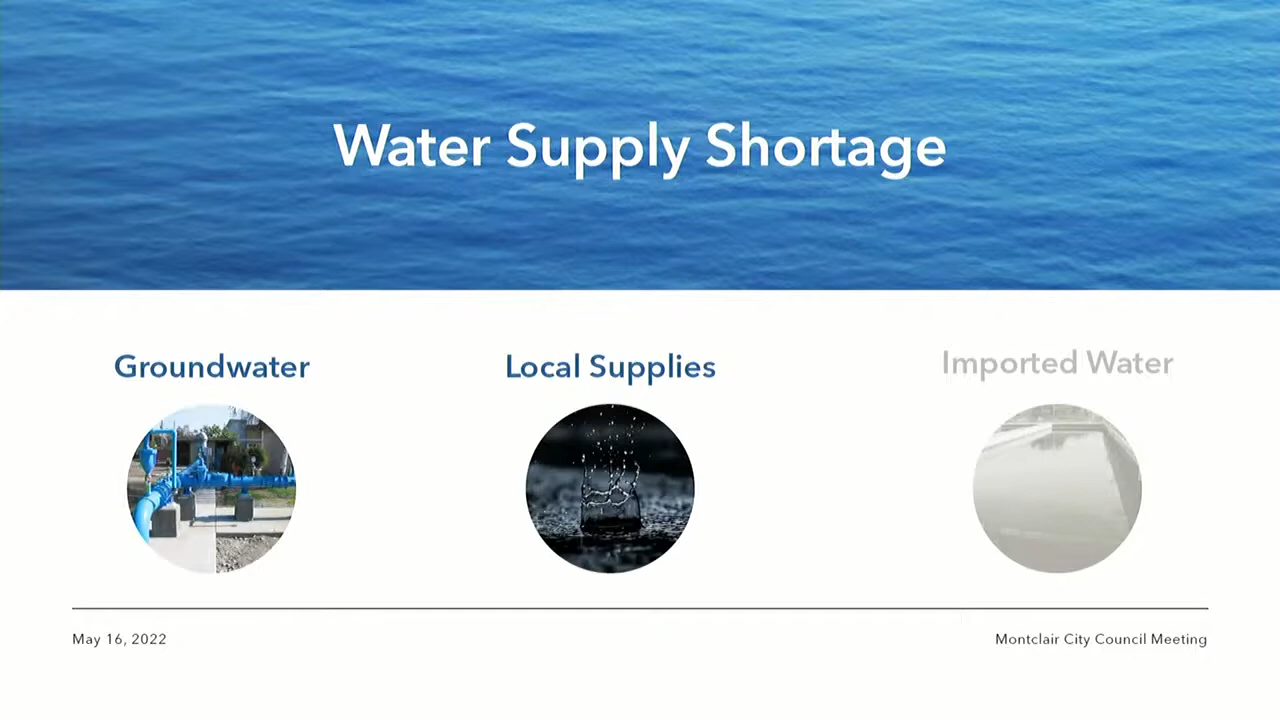 Water Supply Shortage
Groundwater
Local Supplies
Imported Water
May 16, 2022
Montclair City Council Meeting